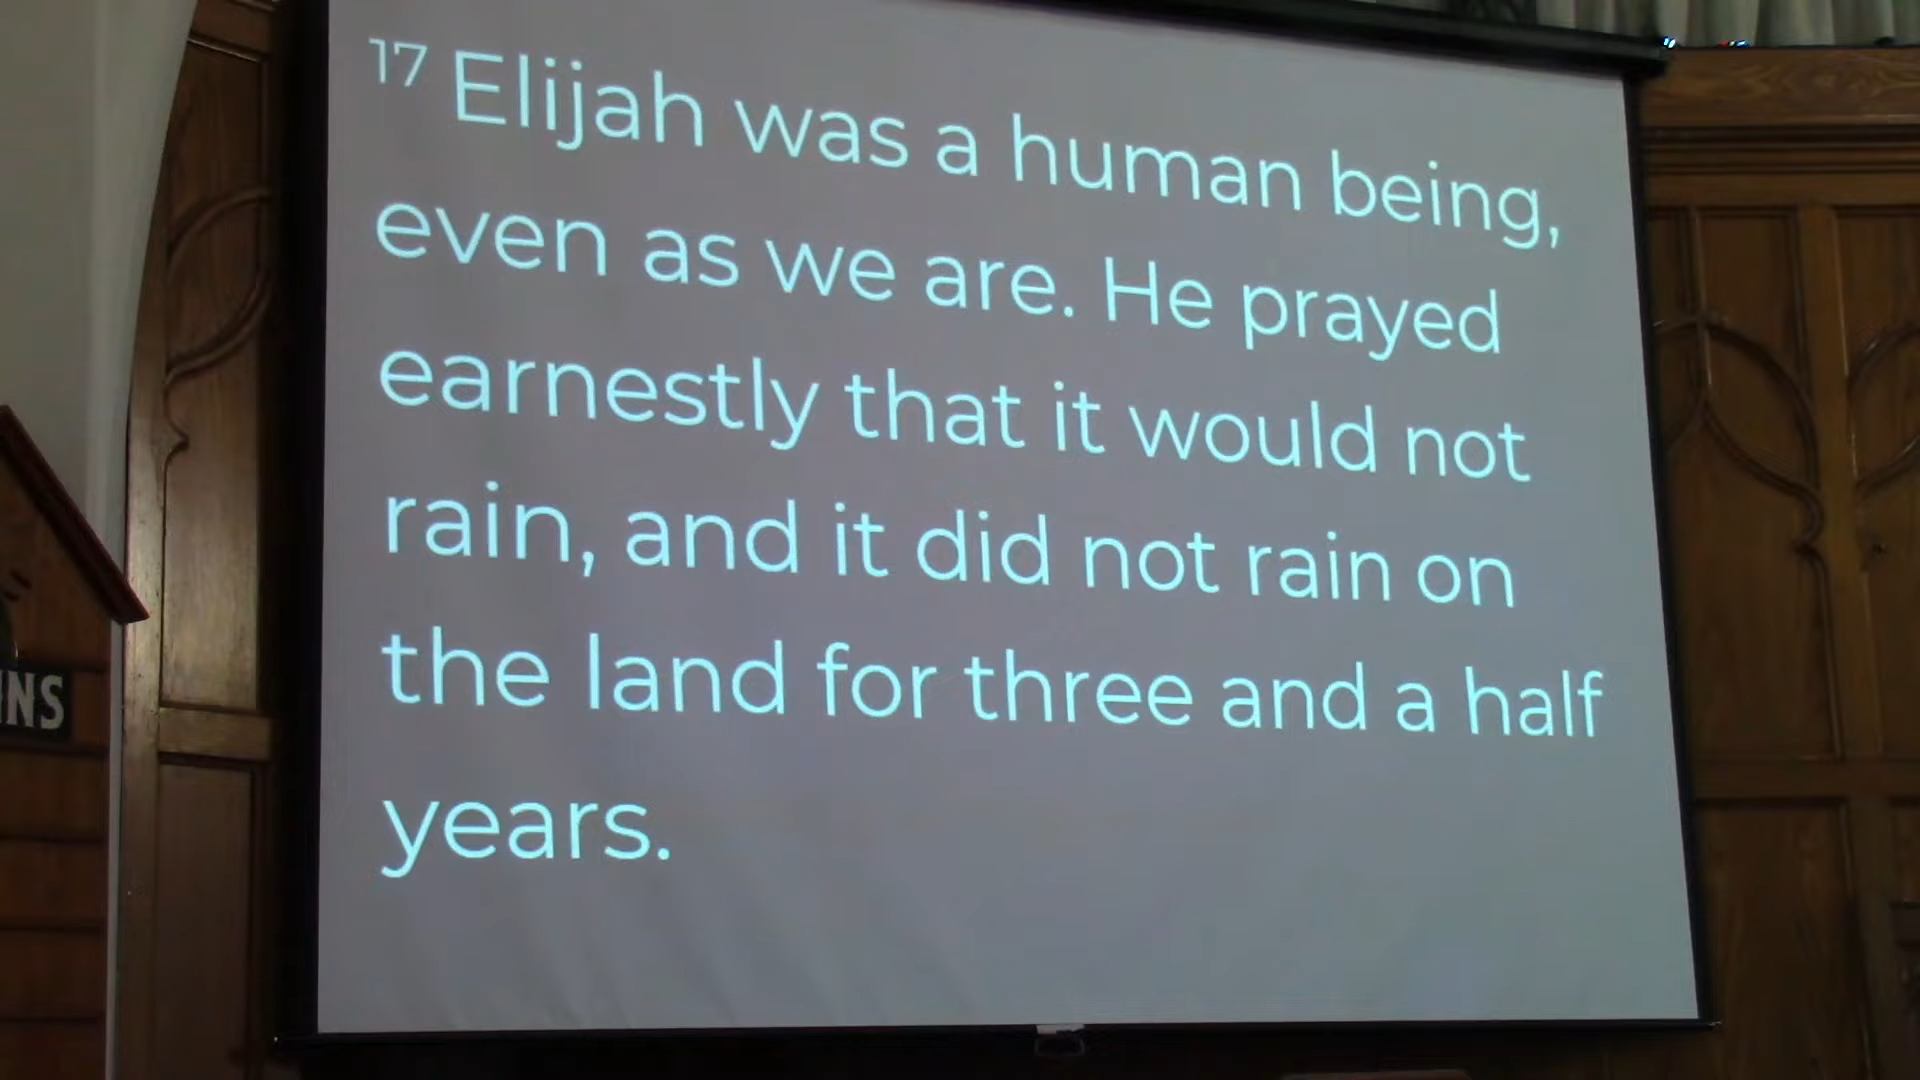 17 Elijah was a human being,
even as we are. He prayed
earnestly that it would not
rain, and it did not rain on
the land for three and a half
years.
NS